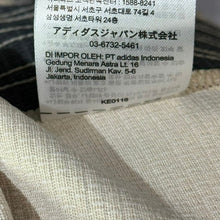 1588-8241
서울특별시 서초구 서초대로 74길 4
삼성생명 서초타워 24층
アディダスジャパン株式会社
03-6732-5461
DI IMPOR OLEH: PT adidas Indonesia
Gedung Menara Astra Lt. 16
Jl. Jend. Sudirman Kav. 5
Jakarta, Indonesia
KE0116